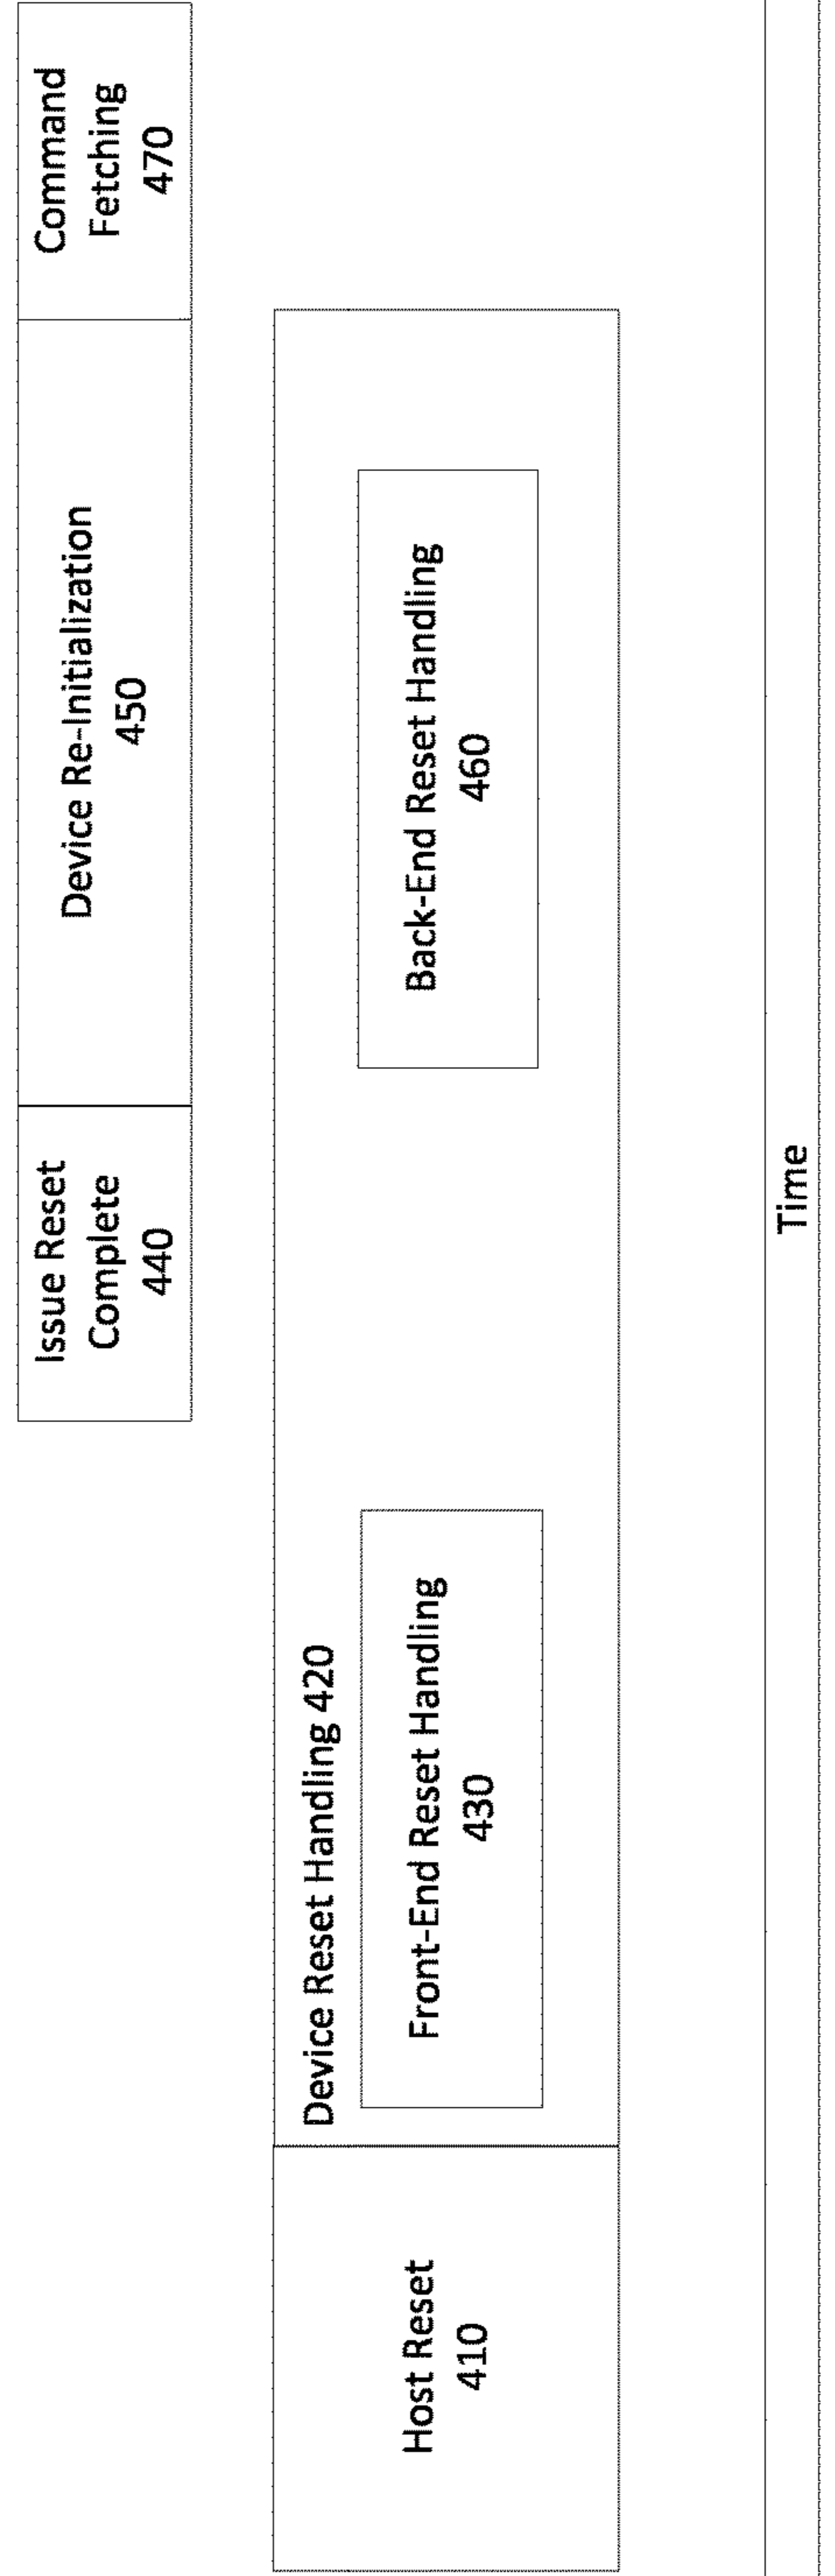 Issue Reset
Complete
440
Device Re-Initialization
450
Command
Fetching
470
Host Reset
410
Device Reset Handling 420
Front-End Reset Handling
430
Back-End Reset Handling
460
Time